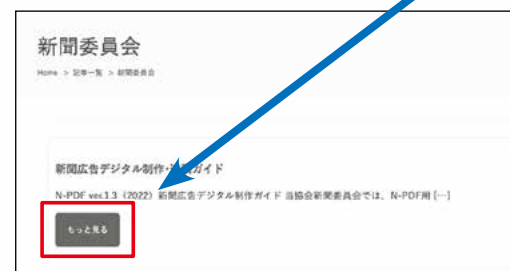 新聞委員会
Home > 記事一覧 > 新聞委員会
新聞広告デジタル制作・ガイド
N-PDF ver.1.3（2022）新聞広告デジタル制作ガイド 当協会新聞委員会では、N-PDF用 […]
もっと見る